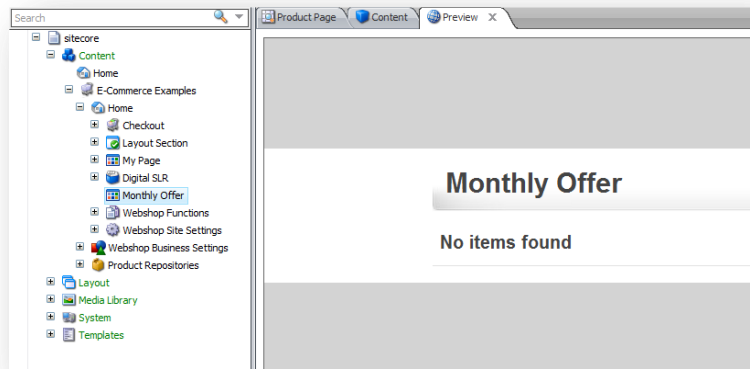 Search
sitecore
Content
Home
E-Commerce Examples
Home
Checkout
Layout Section
My Page
Digital SLR
Monthly Offer
Webshop Functions
Webshop Site Settings
Webshop Business Settings
Product Repositories
Layout
Media Library
System
Templates
Product Page Content Preview X
Monthly Offer
No items found